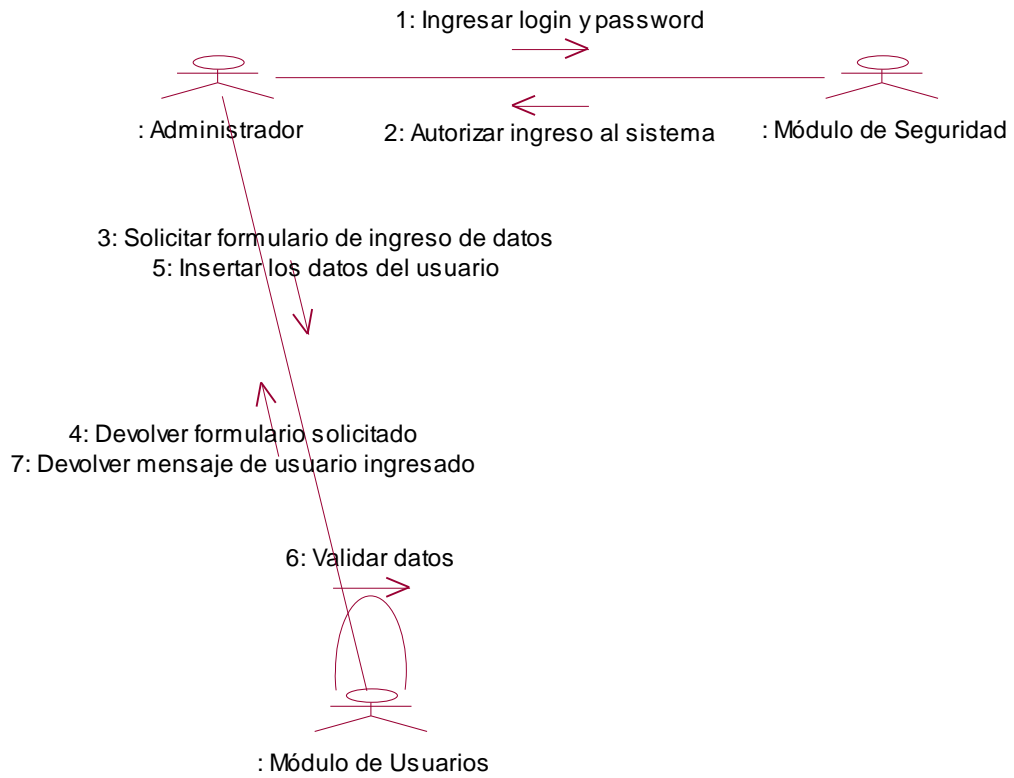 1: Ingresar login y password
: Administrador
2: Autorizar ingreso al sistema
: Módulo de Seguridad
3: Solicitar formulario de ingreso de datos
5: Insertar los datos del usuario
4: Devolver formulario solicitado
7: Devolver mensaje de usuario ingresado
6: Validar datos
: Módulo de Usuarios